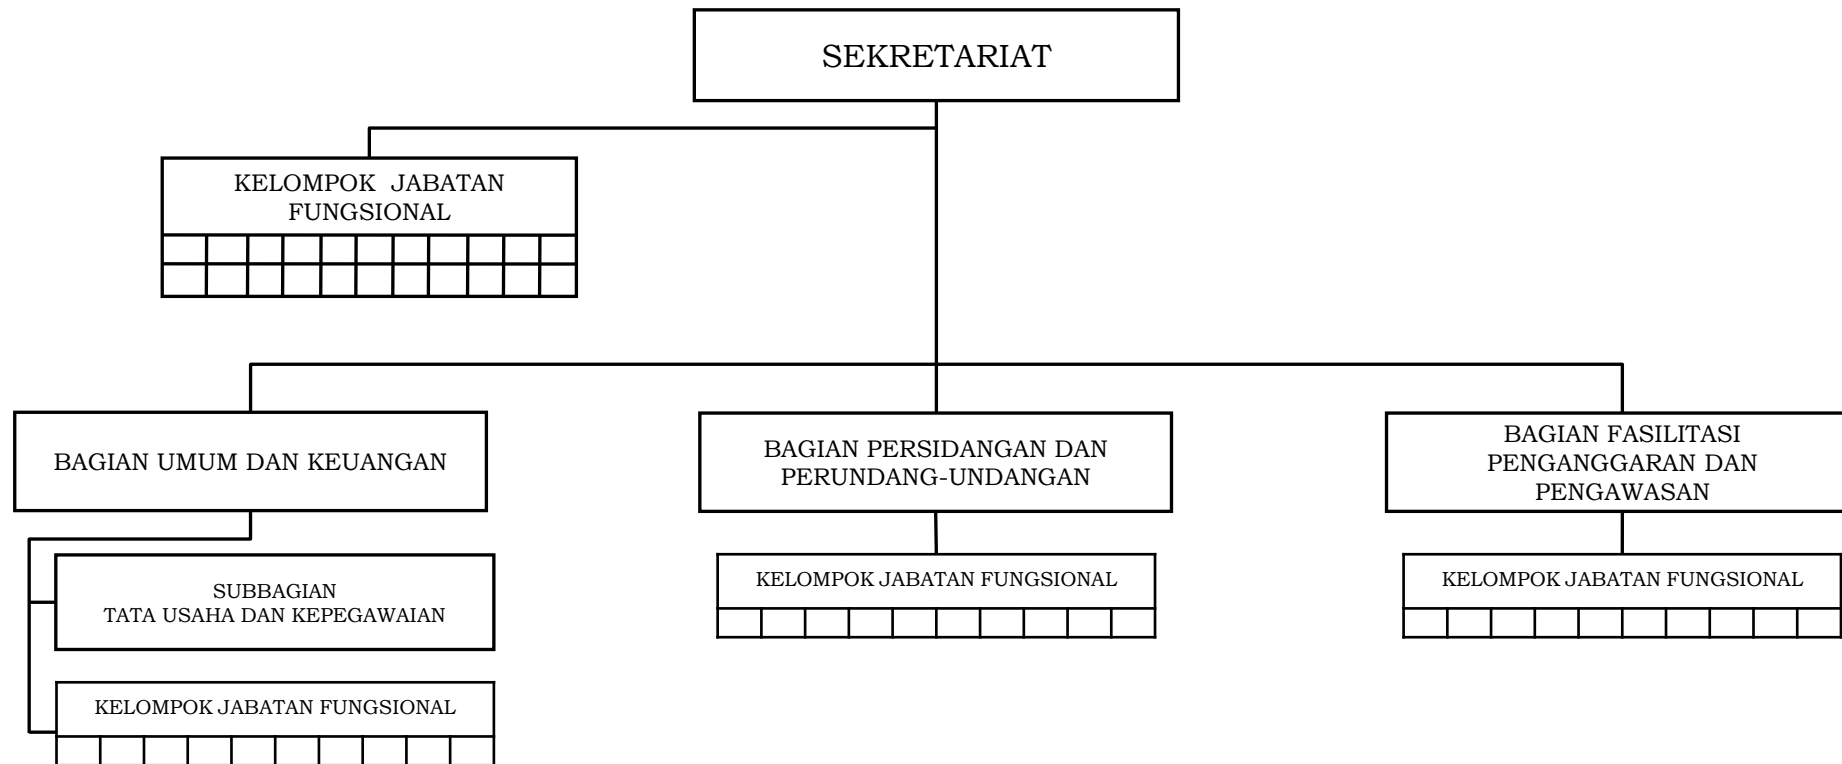 SEKRETARIAT
KELOMPOK JABATAN
FUNGSIONAL
BAGIAN UMUM DAN KEUANGAN
BAGIAN PERSIDANGAN DAN
PERUNDANG-UNDANGAN
BAGIAN FASILITASI
PENGANGGARAN DAN
PENGAWASAN
SUBBAGIAN
TATA USAHA DAN KEPEGAWAIAN
KELOMPOK JABATAN FUNGSIONAL
KELOMPOK JABATAN FUNGSIONAL
KELOMPOK JABATAN FUNGSIONAL